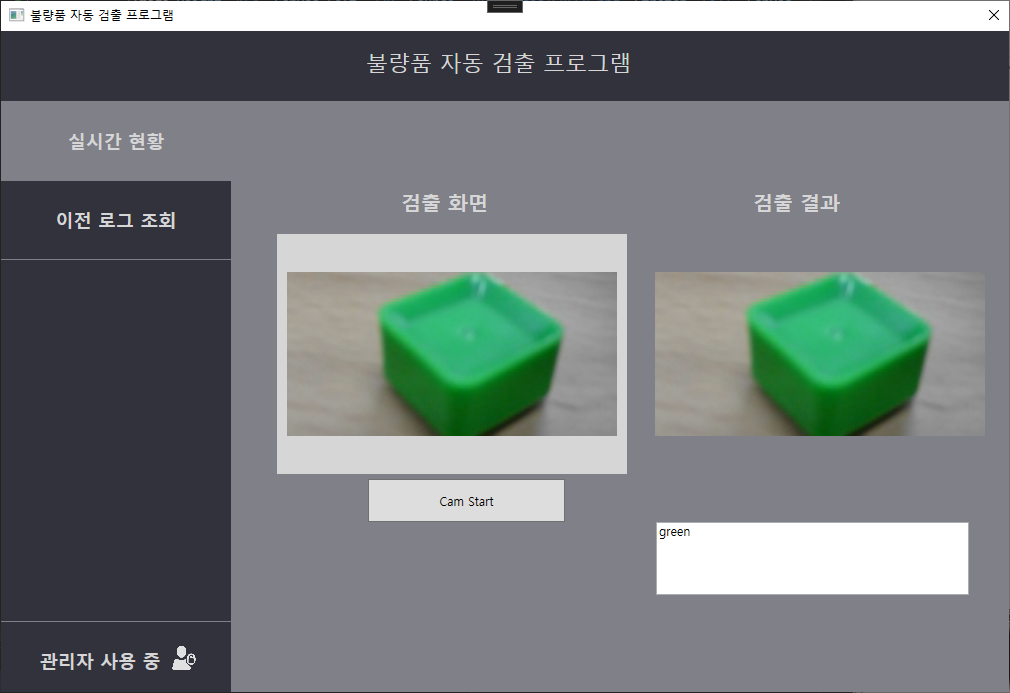 불량품 자동 검출 프로그램
불량품 자동 검출 프로그램
실시간 현황
이전 로그 조회
검출 화면
검출 결과
Cam Start
green
관리자 사용 중